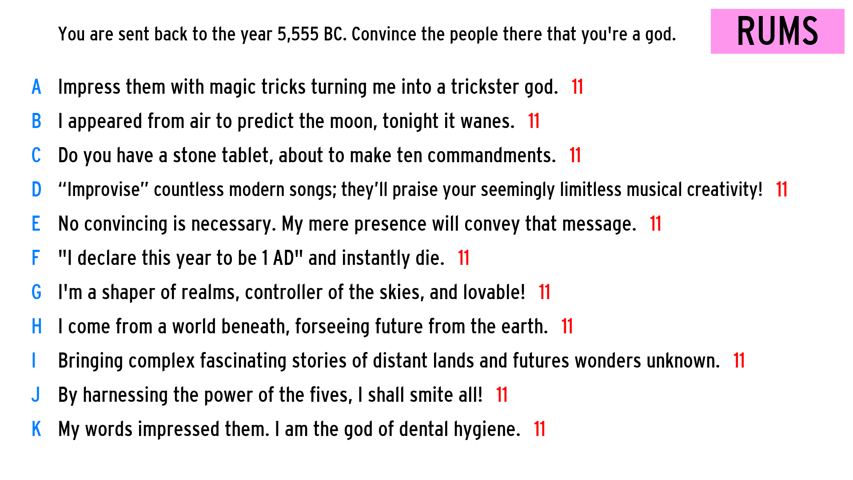 You are sent back to the year 5,555 BC. Convince the people there that you're a god.
RUMS
A Impress them with magic tricks turning me into a trickster god. 11
B I appeared from air to predict the moon, tonight it wanes. 11
C Do you have a stone tablet, about to make ten commandments. 11
D “Improvise” countless modern songs; they’ll praise your seemingly limitless musical creativity! 11
E No convincing is necessary. My mere presence will convey that message. 11
F "I declare this year to be 1 AD" and instantly die. 11
G I'm a shaper of realms, controller of the skies, and lovable! 11
H I come from a world beneath, forseeing future from the earth. 11
I Bringing complex fascinating stories of distant lands and futures wonders unknown. 11
J By harnessing the power of the fives, I shall smite all! 11
K My words impressed them. I am the god of dental hygiene. 11